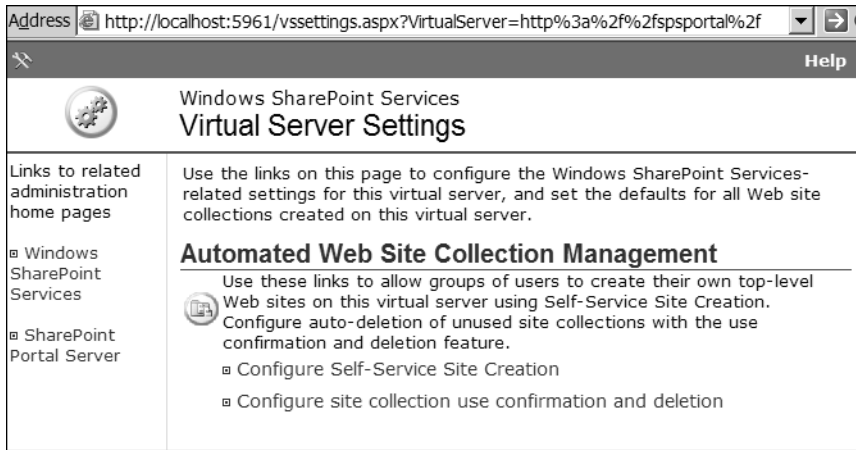 Address http://localhost:5961/vssettings.aspx?VirtualServer=http%3a%2f%2fspsportal%2f
Help
Windows SharePoint Services
Virtual Server Settings
Links to related
administration
home pages
Windows
SharePoint
Services
SharePoint
Portal Server
Use the links on this page to configure the Windows SharePoint Services-
related settings for this virtual server, and set the defaults for all Web site
collections created on this virtual server.
Automated Web Site Collection Management
Use these links to allow groups of users to create their own top-level
Web sites on this virtual server using Self-Service Site Creation.
Configure auto-deletion of unused site collections with the use
confirmation and deletion feature.
Configure Self-Service Site Creation
Configure site collection use confirmation and deletion